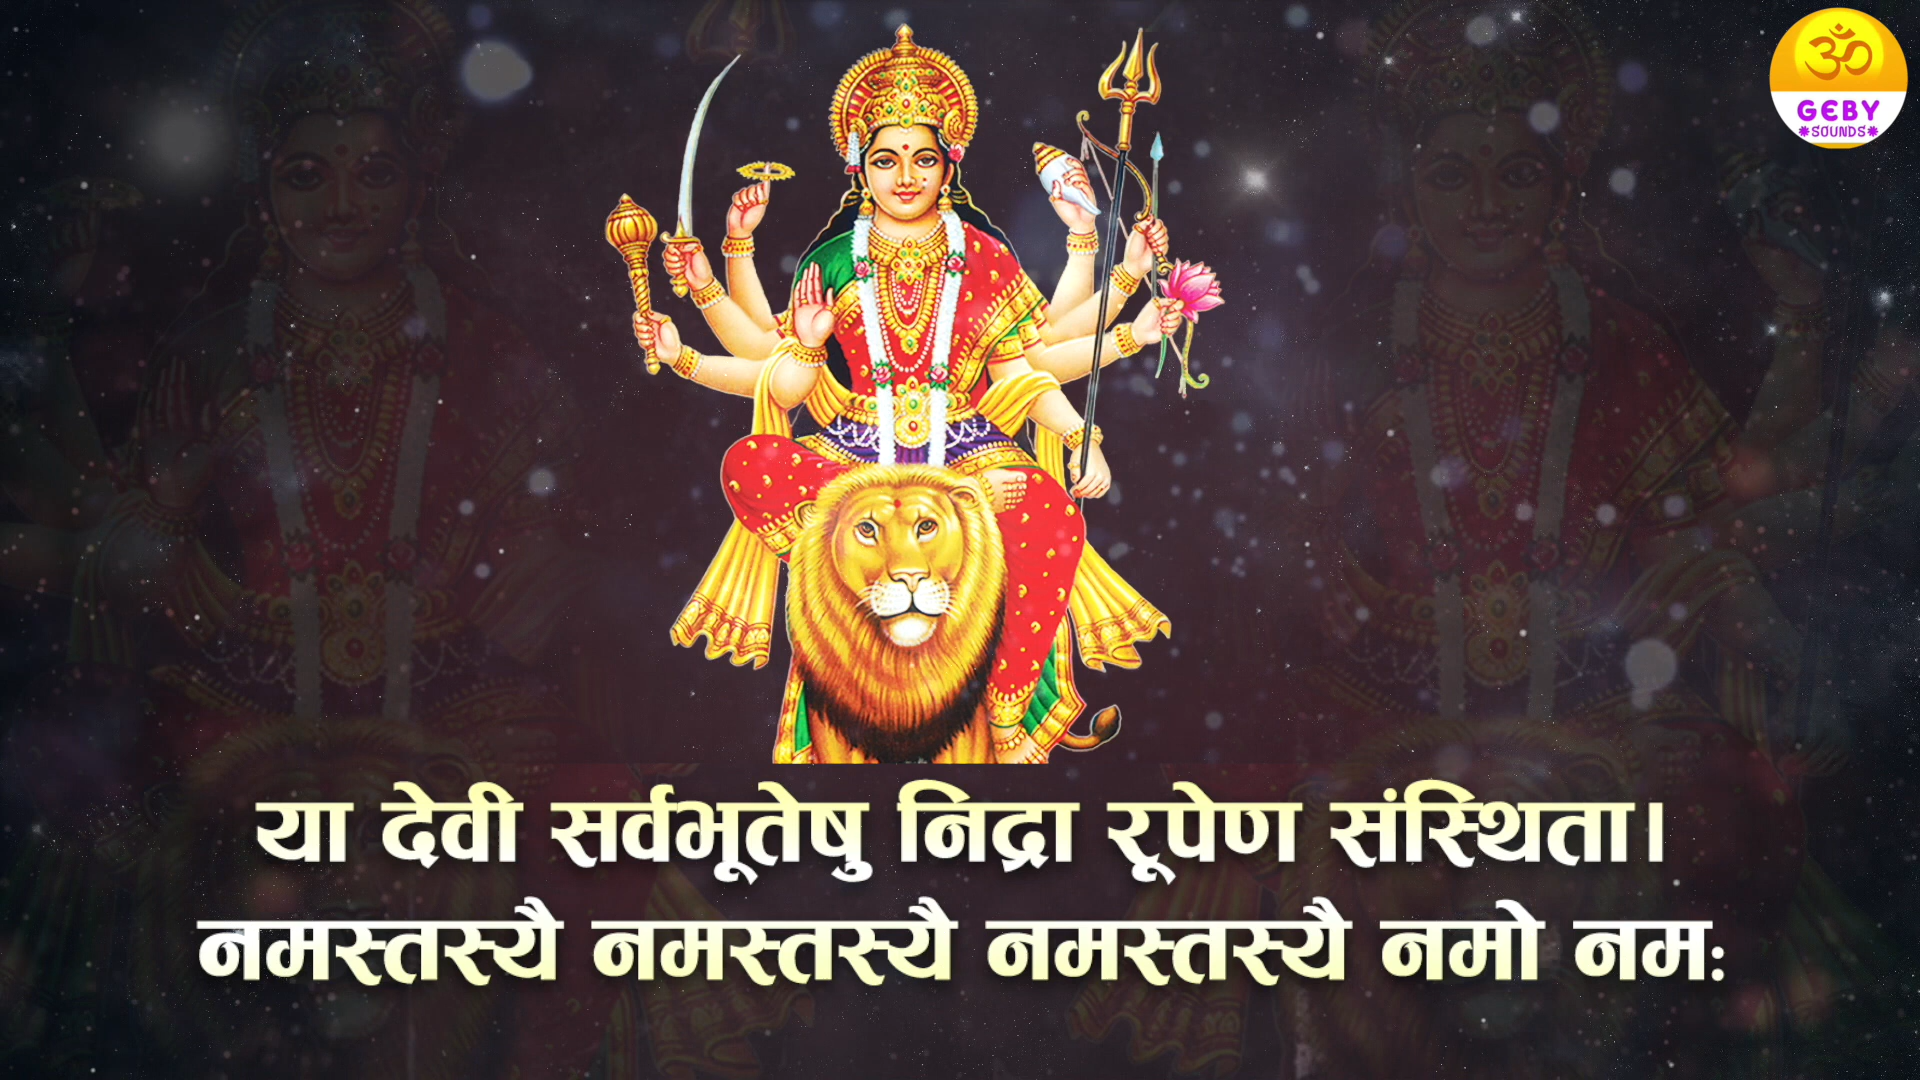 ॐ
GEBY
SOUNDS
या देवी सर्वभूतेषु निद्रा रूपेण संस्थिता।
नमस्तस्यै नमस्तस्यै नमस्तस्यै नमो नमः